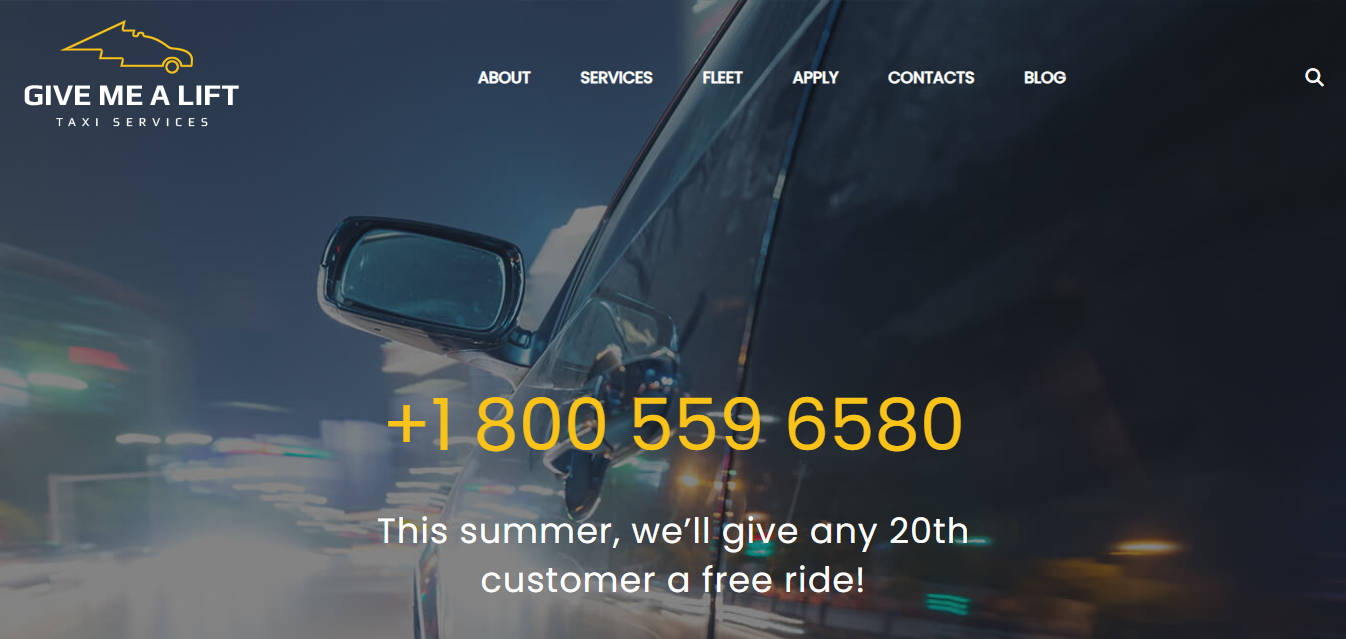 GIVE ME A LIFT
TAXI SERVICES
ABOUT SERVICES FLEET APPLY CONTACTS BLOG
+1 800 559 6580
This summer, we’ll give any 20th
customer a free ride!